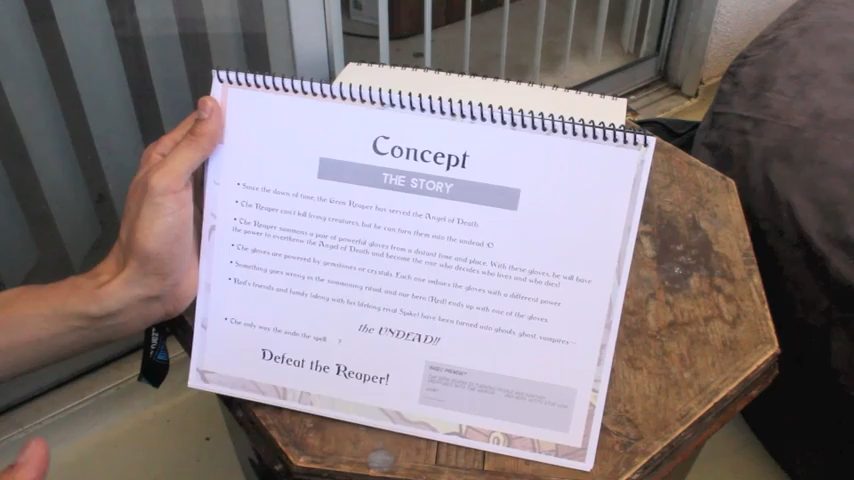 Concept
THE STORY
• Since the dawn of time, the Grim Reaper has served the Angel of Death.
• The Reaper can't kill living creatures, but he can turn them into the undead
• The Reaper summons a pair of powerful gloves from a distant time and place. With these gloves, he will have
the power to overthrow the Angel of Death and become the one who decides who lives and who dies!
• The gloves are powered by gemstones or crystals. Each one imbues the gloves with a different power
• Something goes wrong in the summoning ritual and our hero (Red) ends up with one of the gloves.
• Red's friends and family (along with his lifelong rival Spike) have been turned into ghouls, ghost, vampires --
the UNDEAD!!
• The only way the undo the spell ?
Defeat the Reaper!